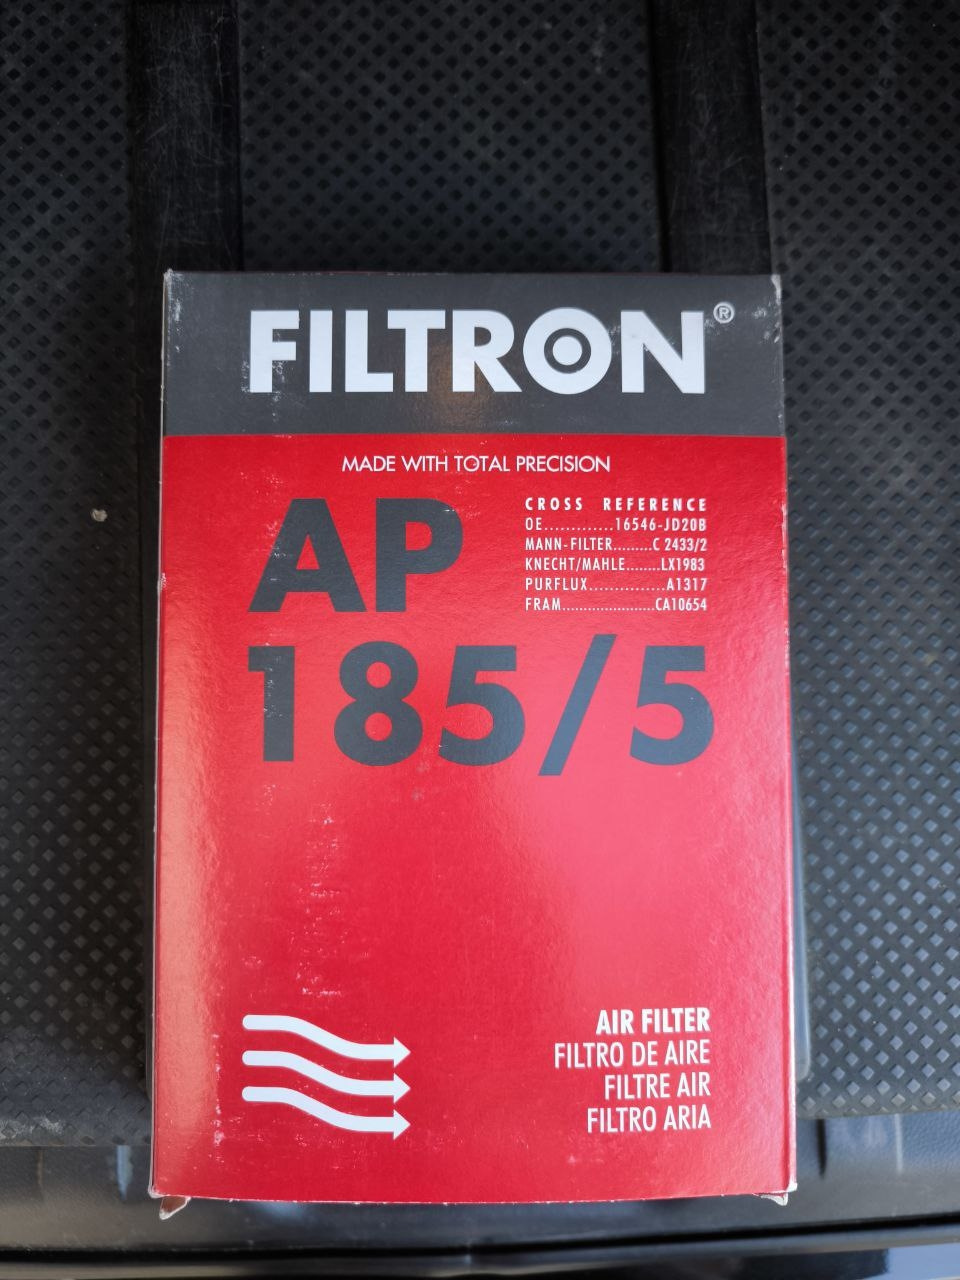 FILTRON®
MADE WITH TOTAL PRECISION
AP
185/5
CROSS REFERENCE
OE.............16546-JD20B
MANN-FILTER.........C 2433/2
KNECHT/MAHLE........LX1983
PURFLUX...............A1317
FRAM......................CA10654
AIR FILTER
FILTRO DE AIRE
FILTRE AIR
FILTRO ARIA